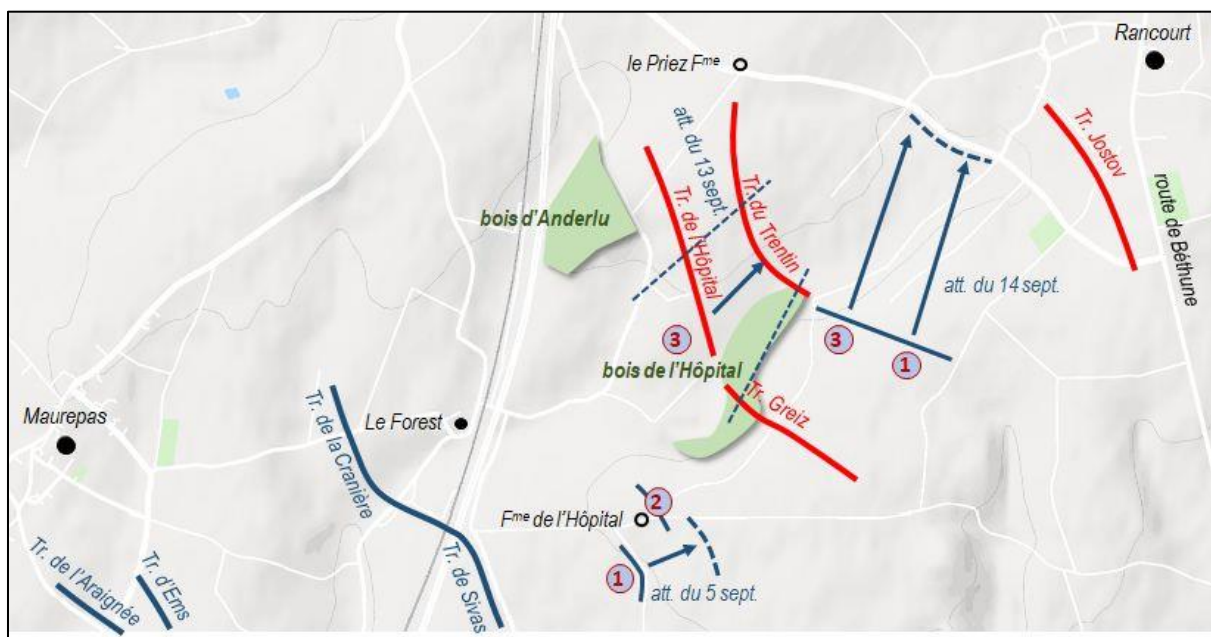 Rancourt
le Priez Fme
Tr. Jostov
att. du 13 sept.
Tr. du Trentin
bois d'Anderlu
Tr. de l'Hôpital
route de Béthune
att. du 14 sept.
3
3
1
bois de l'Hôpital
Tr. Greiz
Maurepas
Le Forest
Tr. de la Cranière
2
Fme de l'Hôpital
1
att. du 5 sept.
Tr. de l'Araignée
Tr. d'Ems
Tr. de Sivas